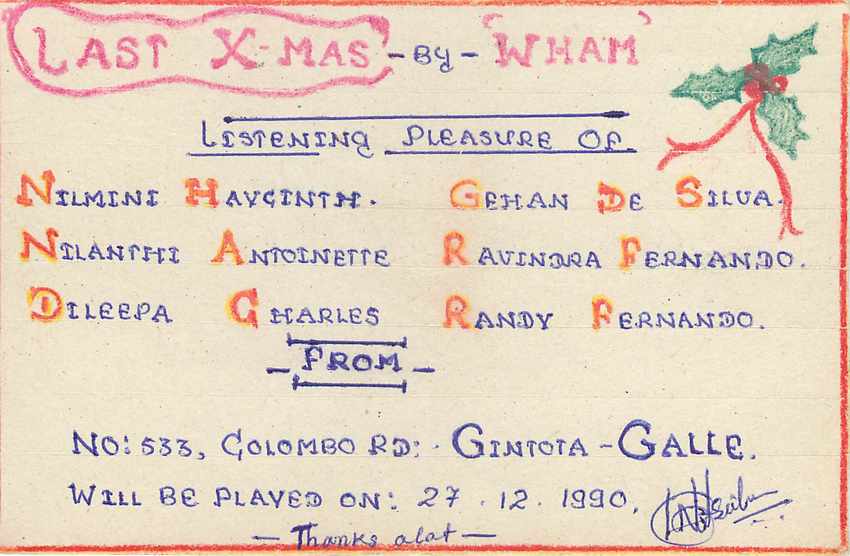 LAST X-MAS - BY - 'WHAM'
LISTENING PLEASURE OF.
NILMINI HAYCINTH. GEHAN DE SILVA.
NILANTHI ANTOINETTE RAVINDRA FERNANDO.
DILEEPA CHARLES RANDY FERNANDO.
- FROM -
NO: 533, COLOMBO RD: GINTOTA - GALLE.
WILL BE PLAYED ON: 27. 12. 1990.
- Thanks alot -